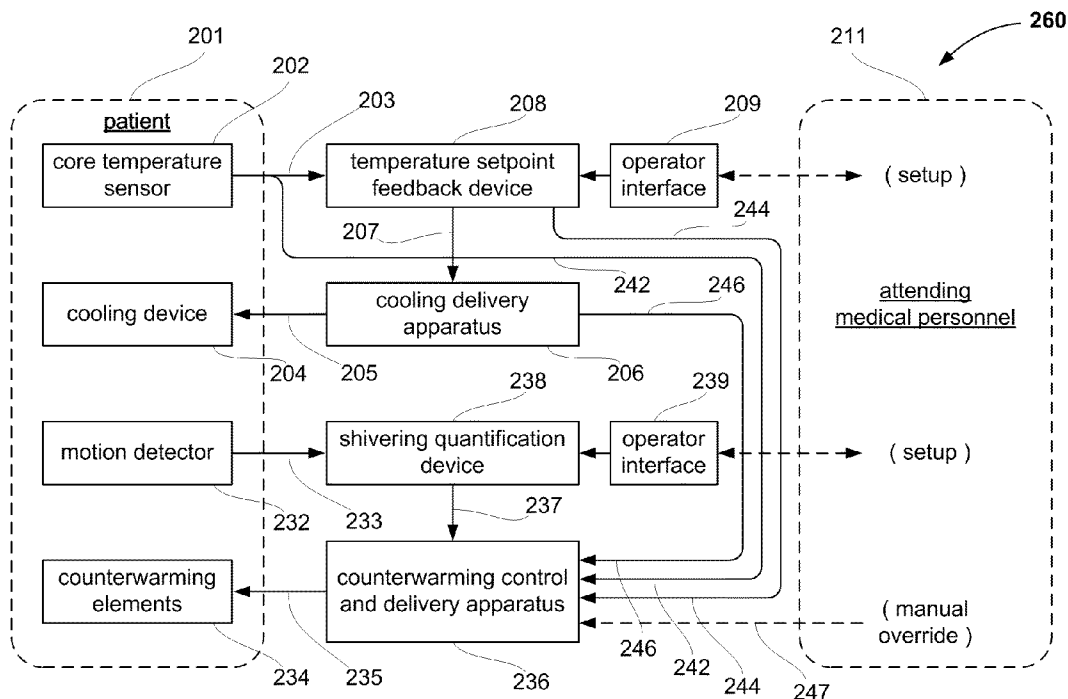 260
201
211
202
203
208
209
patient
core temperature
sensor
temperature setpoint
feedback device
operator
interface
( setup )
244
207
242
246
cooling device
cooling delivery
apparatus
attending
medical personnel
204
205
206
238
239
motion detector
shivering quantification
device
operator
interface
( setup )
232
233
237
counterwarming
elements
counterwarming control
and delivery apparatus
( manual
override )
234
235
236
246
242
244
247